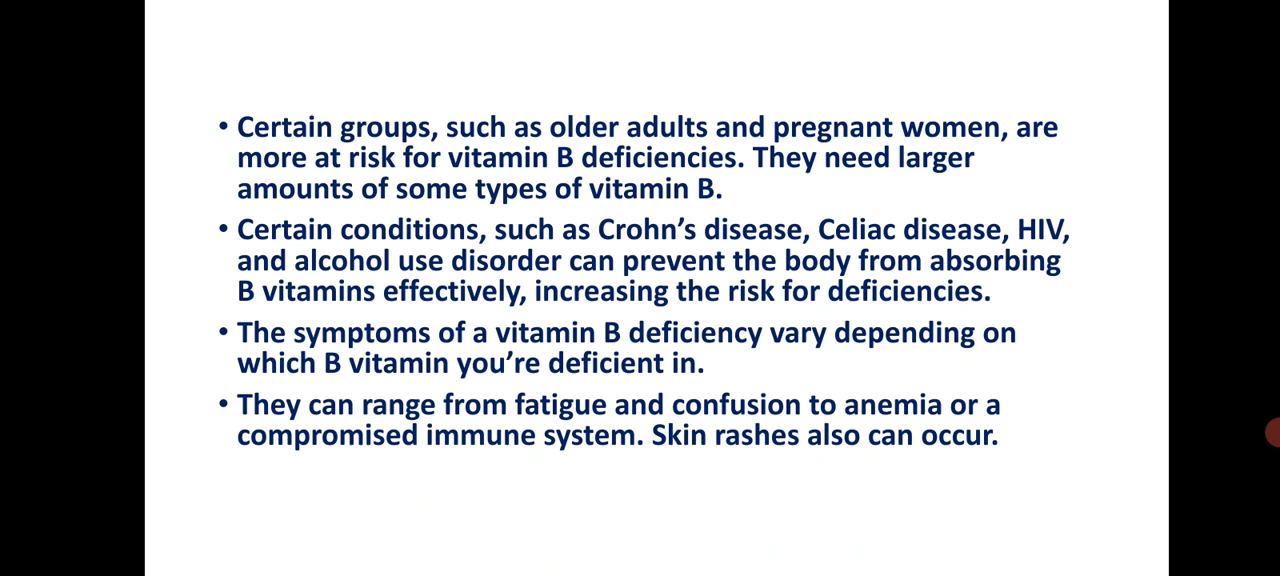 • Certain groups, such as older adults and pregnant women, are
more at risk for vitamin B deficiencies. They need larger
amounts of some types of vitamin B.
• Certain conditions, such as Crohn’s disease, Celiac disease, HIV,
and alcohol use disorder can prevent the body from absorbing
B vitamins effectively, increasing the risk for deficiencies.
• The symptoms of a vitamin B deficiency vary depending on
which B vitamin you’re deficient in.
• They can range from fatigue and confusion to anemia or a
compromised immune system. Skin rashes also can occur.